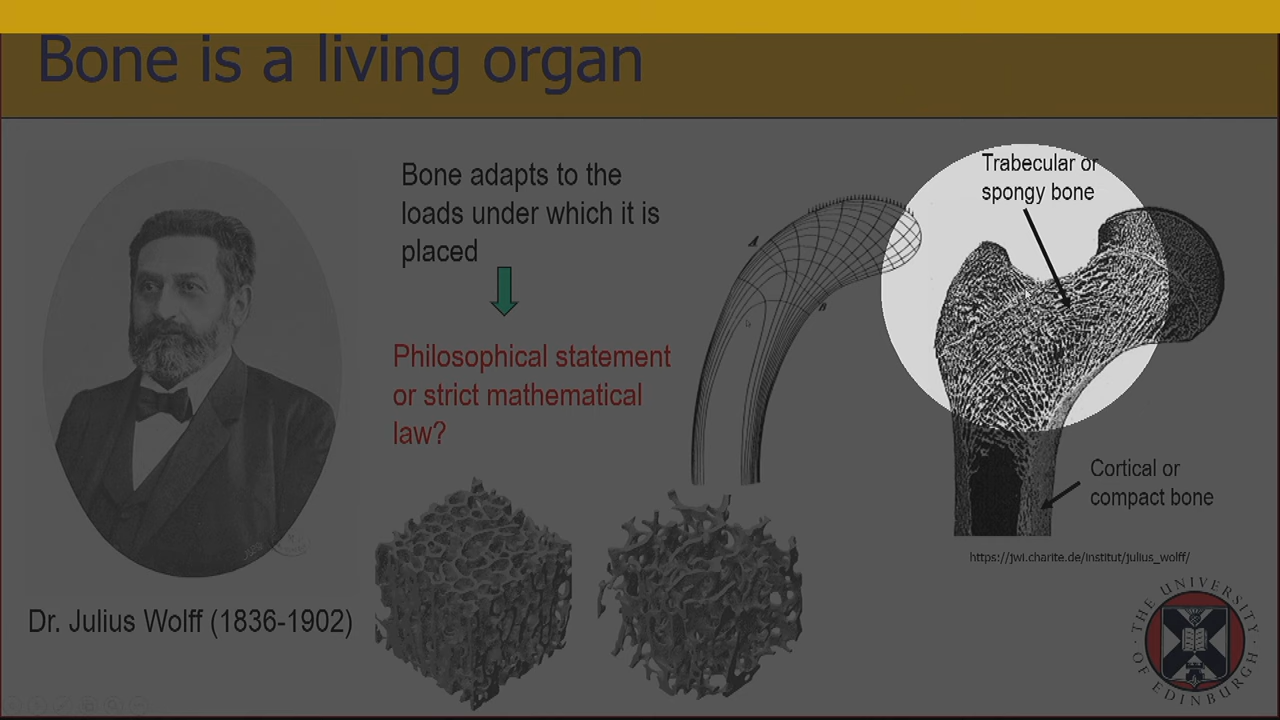 Bone is a living organ
Bone adapts to the
loads under which it is
placed
Philosophical statement
or strict mathematical
law?
Trabecular or
spongy bone
A
B
Cortical or
compact bone
https://jwi.charite.de/institut/julius_wolff/
Dr. Julius Wolff (1836-1902)
THE UNIVERSITY
OF EDINBURGH